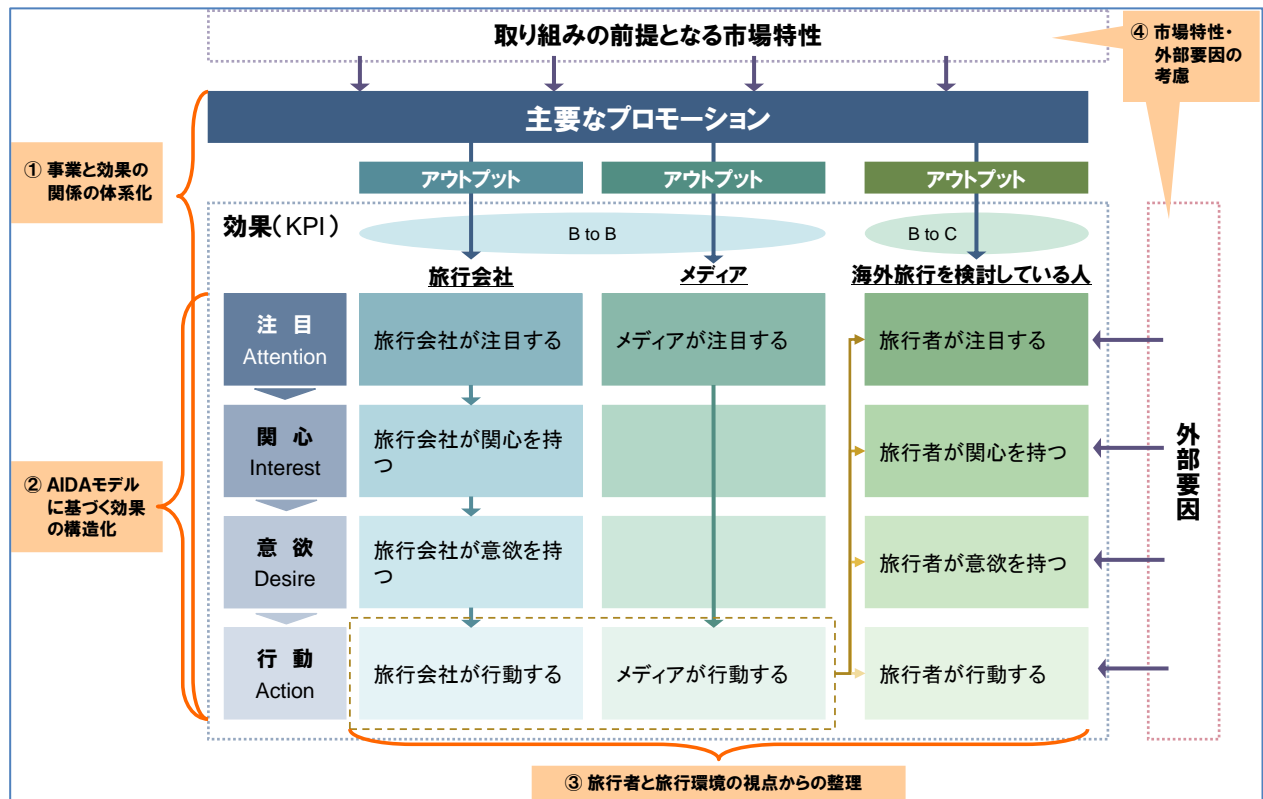 取り組みの前提となる市場特性
④ 市場特性・
外部要因の
考慮
主要なプロモーション
① 事業と効果の
関係の体系化
アウトプット
アウトプット
アウトプット
効果(KPI)
B to B
B to C
旅行会社
メディア
海外旅行を検討している人
注 目
Attention
旅行会社が注目する
メディアが注目する
旅行者が注目する
関 心
Interest
旅行会社が関心を持
つ
旅行者が関心を持つ
② AIDAモデル
に基づく効果
の構造化
意 欲
Desire
旅行会社が意欲を持
つ
旅行者が意欲を持つ
行 動
Action
旅行会社が行動する
メディアが行動する
旅行者が行動する
外部要因
③ 旅行者と旅行環境の視点からの整理